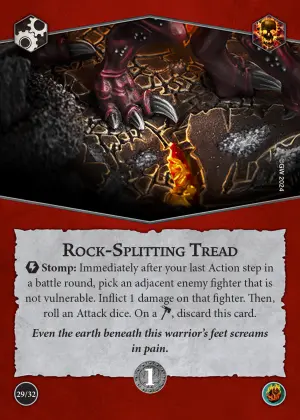 ©GW 2024
ROCK-SPLITTING TREAD
Stomp: Immediately after your last Action step in
a battle round, pick an adjacent enemy fighter that is
not vulnerable. Inflict 1 damage on that fighter. Then,
roll an Attack dice. On a , discard this card.
Even the earth beneath this warrior's feet screams
in pain.
29/32
1